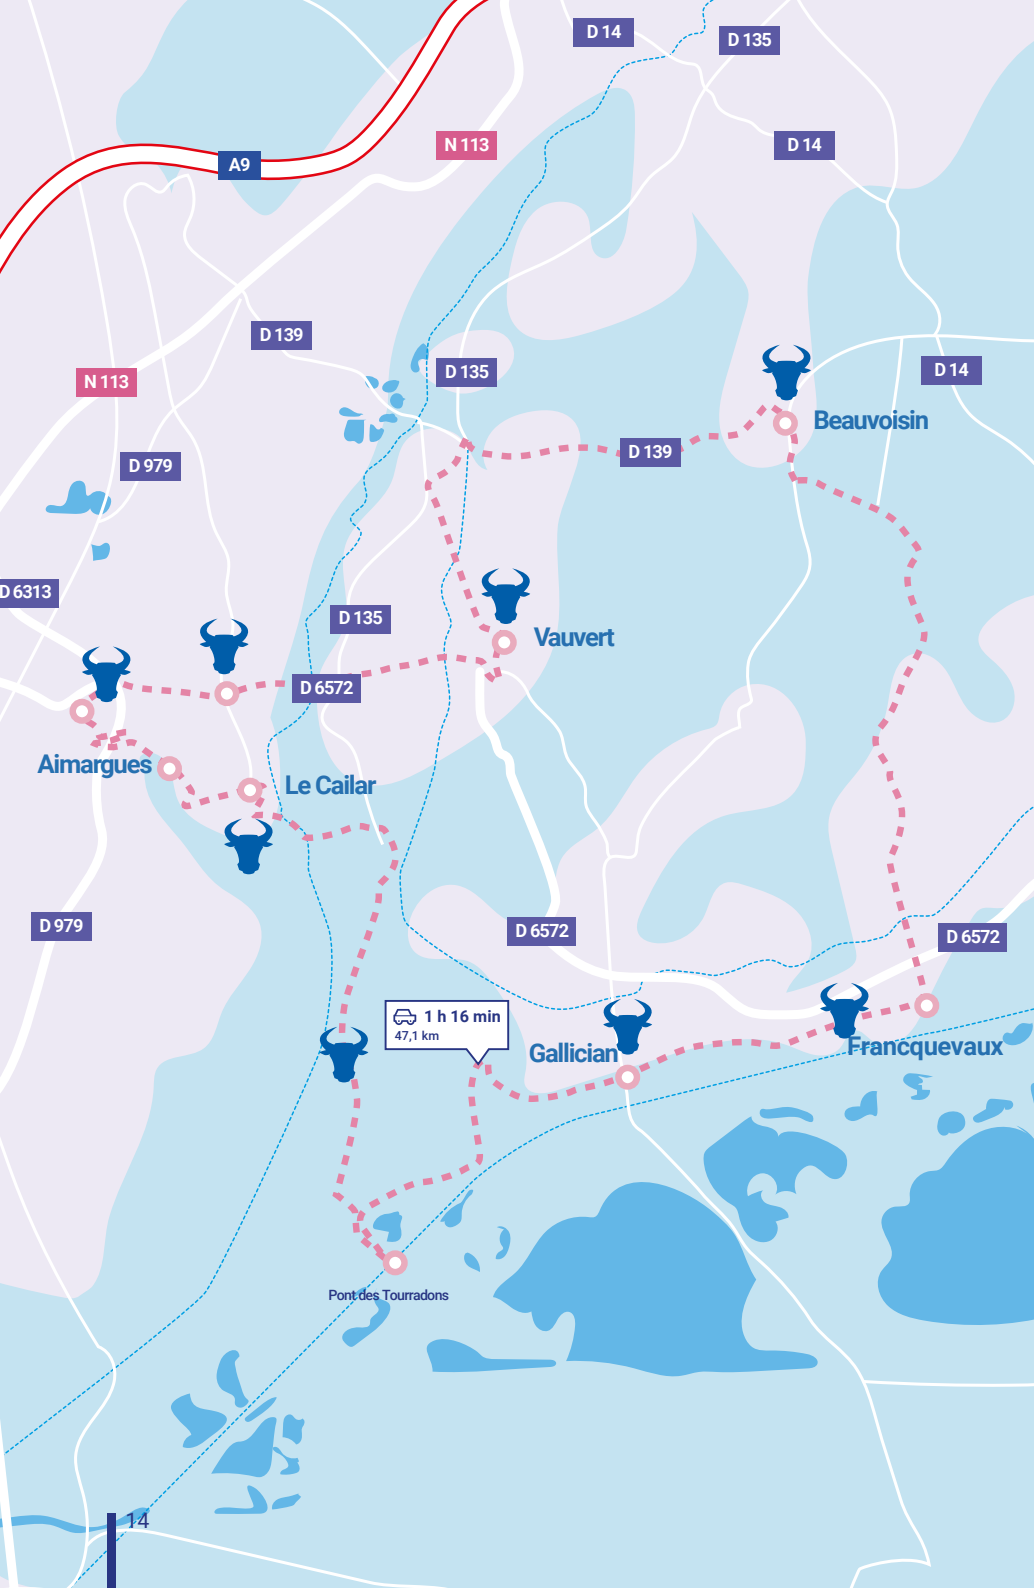 D 14
D 135
N 113
D 14
A9
D 139
D 135
D 14
N 113
Beauvoisin
D 139
D 979
D 6313
D 135
Vauvert
D 6572
Aimargues
Le Cailar
D 979
D 6572
D 6572
1 h 16 min
47,1 km
Gallician
Francquevaux
Pont des Tourradons
14